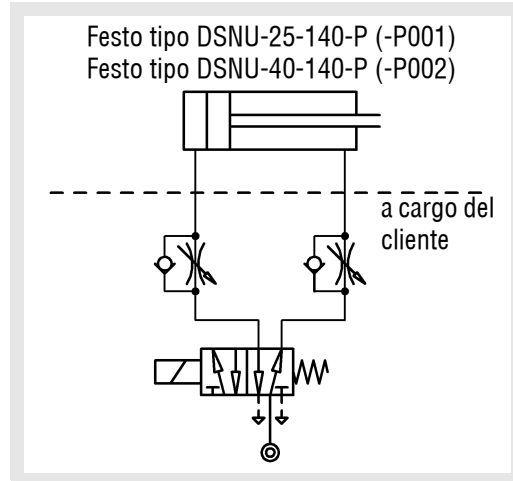 Festo tipo DSNU-25-140-P (-P001)
Festo tipo DSNU-40-140-P (-P002)
a cargo del
cliente